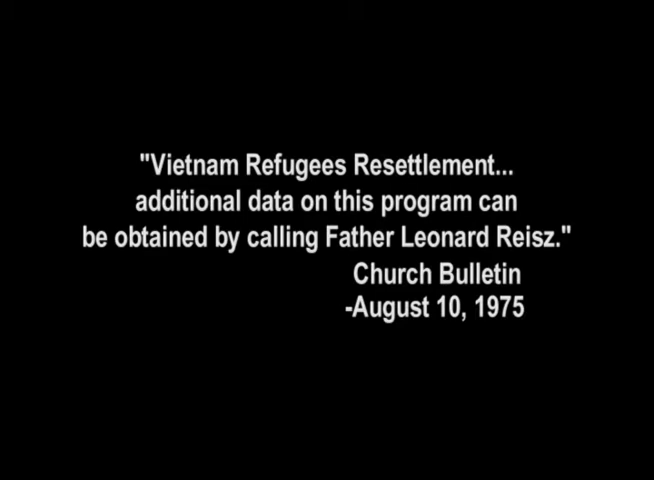 "Vietnam Refugees Resettlement...
additional data on this program can
be obtained by calling Father Leonard Reisz."
Church Bulletin
-August 10, 1975